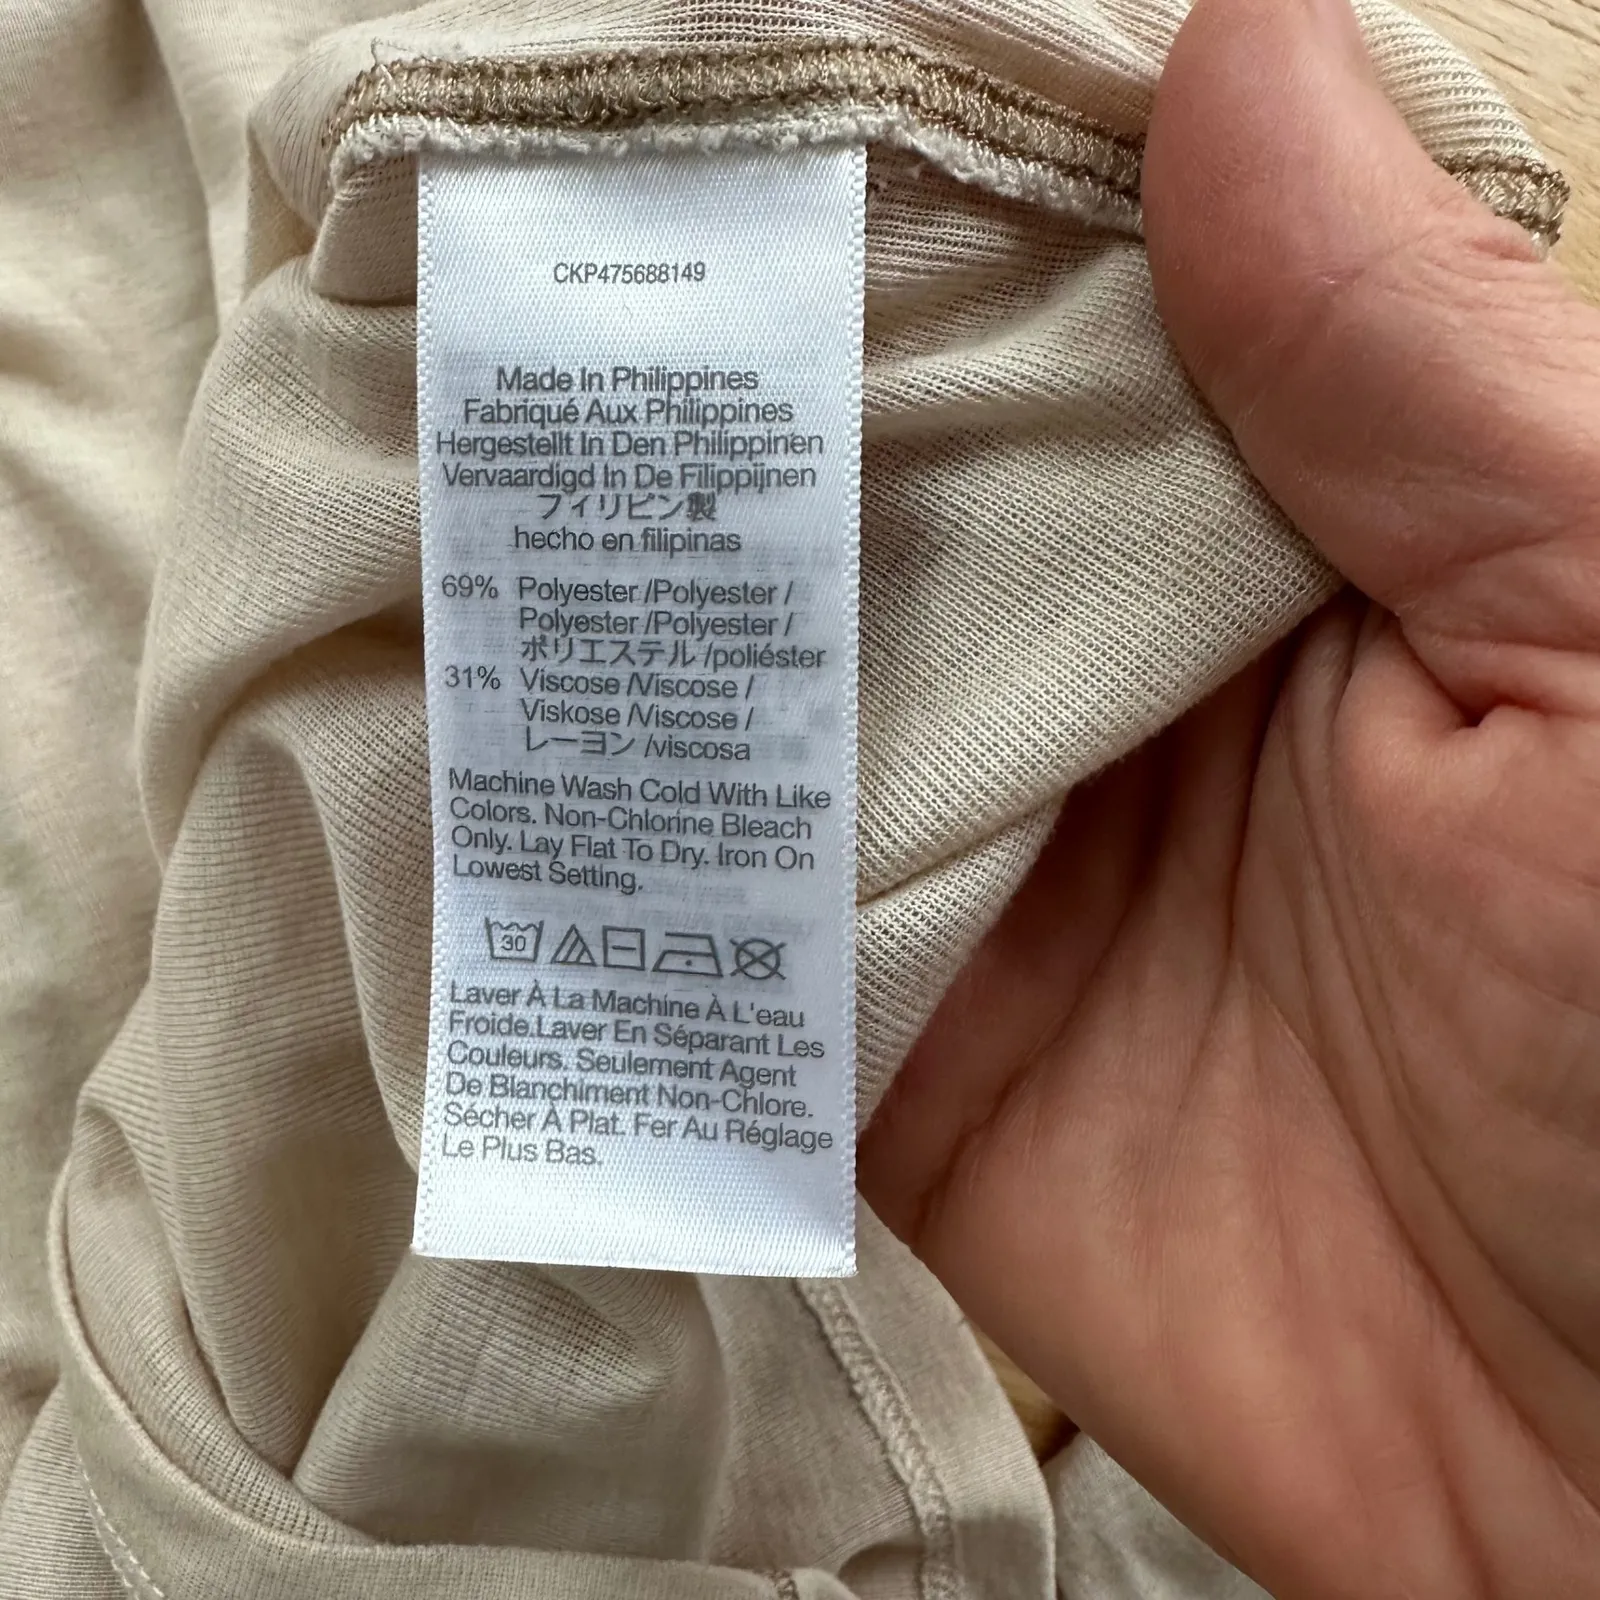 CKP475688149
Made In Philippines
Fabriqué Aux Philippines
Hergestellt In Den Philippinen
Vervaardigd In De Filippijnen
フィリピン製
hecho en filipinas
69% Polyester /Polyester /
Polyester /Polyester /
ポリエステル /poliéster
31% Viscose /Viscose /
Viskose /Viscose /
レーヨン /viscosa
Machine Wash Cold With Like
Colors. Non-Chlorine Bleach
Only. Lay Flat To Dry. Iron On
Lowest Setting.
30
Laver À La Machine À L'eau
Froide.Laver En Séparant Les
Couleurs. Seulement Agent
De Blanchiment Non-Chlore.
Sécher À Plat. Fer Au Réglage
Le Plus Bas.